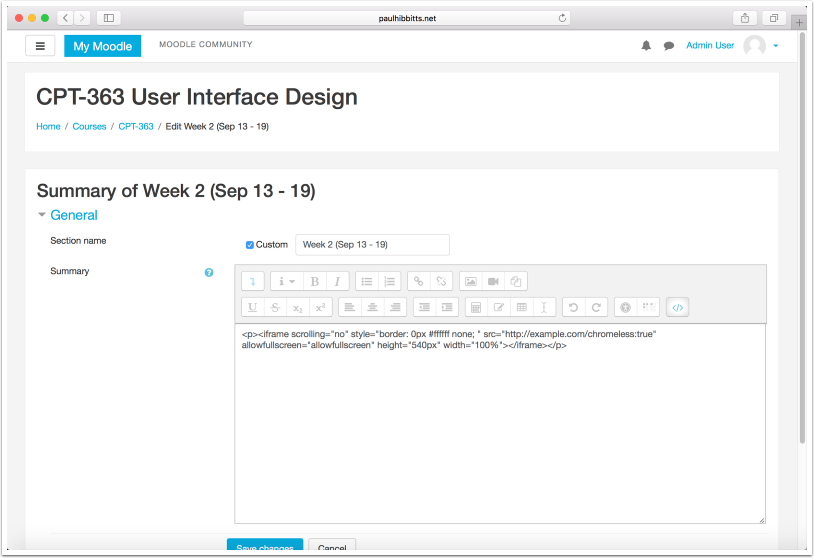 paulhibbitts.net
My Moodle MOODLE COMMUNITY Admin User
CPT-363 User Interface Design
Home / Courses / CPT-363 / Edit Week 2 (Sep 13 - 19)
Summary of Week 2 (Sep 13 - 19)
General
Section name Custom Week 2 (Sep 13 - 19)
Summary
<p><iframe scrolling="no" style="border: 0px #ffffff none; " src="http://example.com/chromeless:true"
allowfullscreen="allowfullscreen" height="540px" width="100%"></iframe></p>
Save changes Cancel